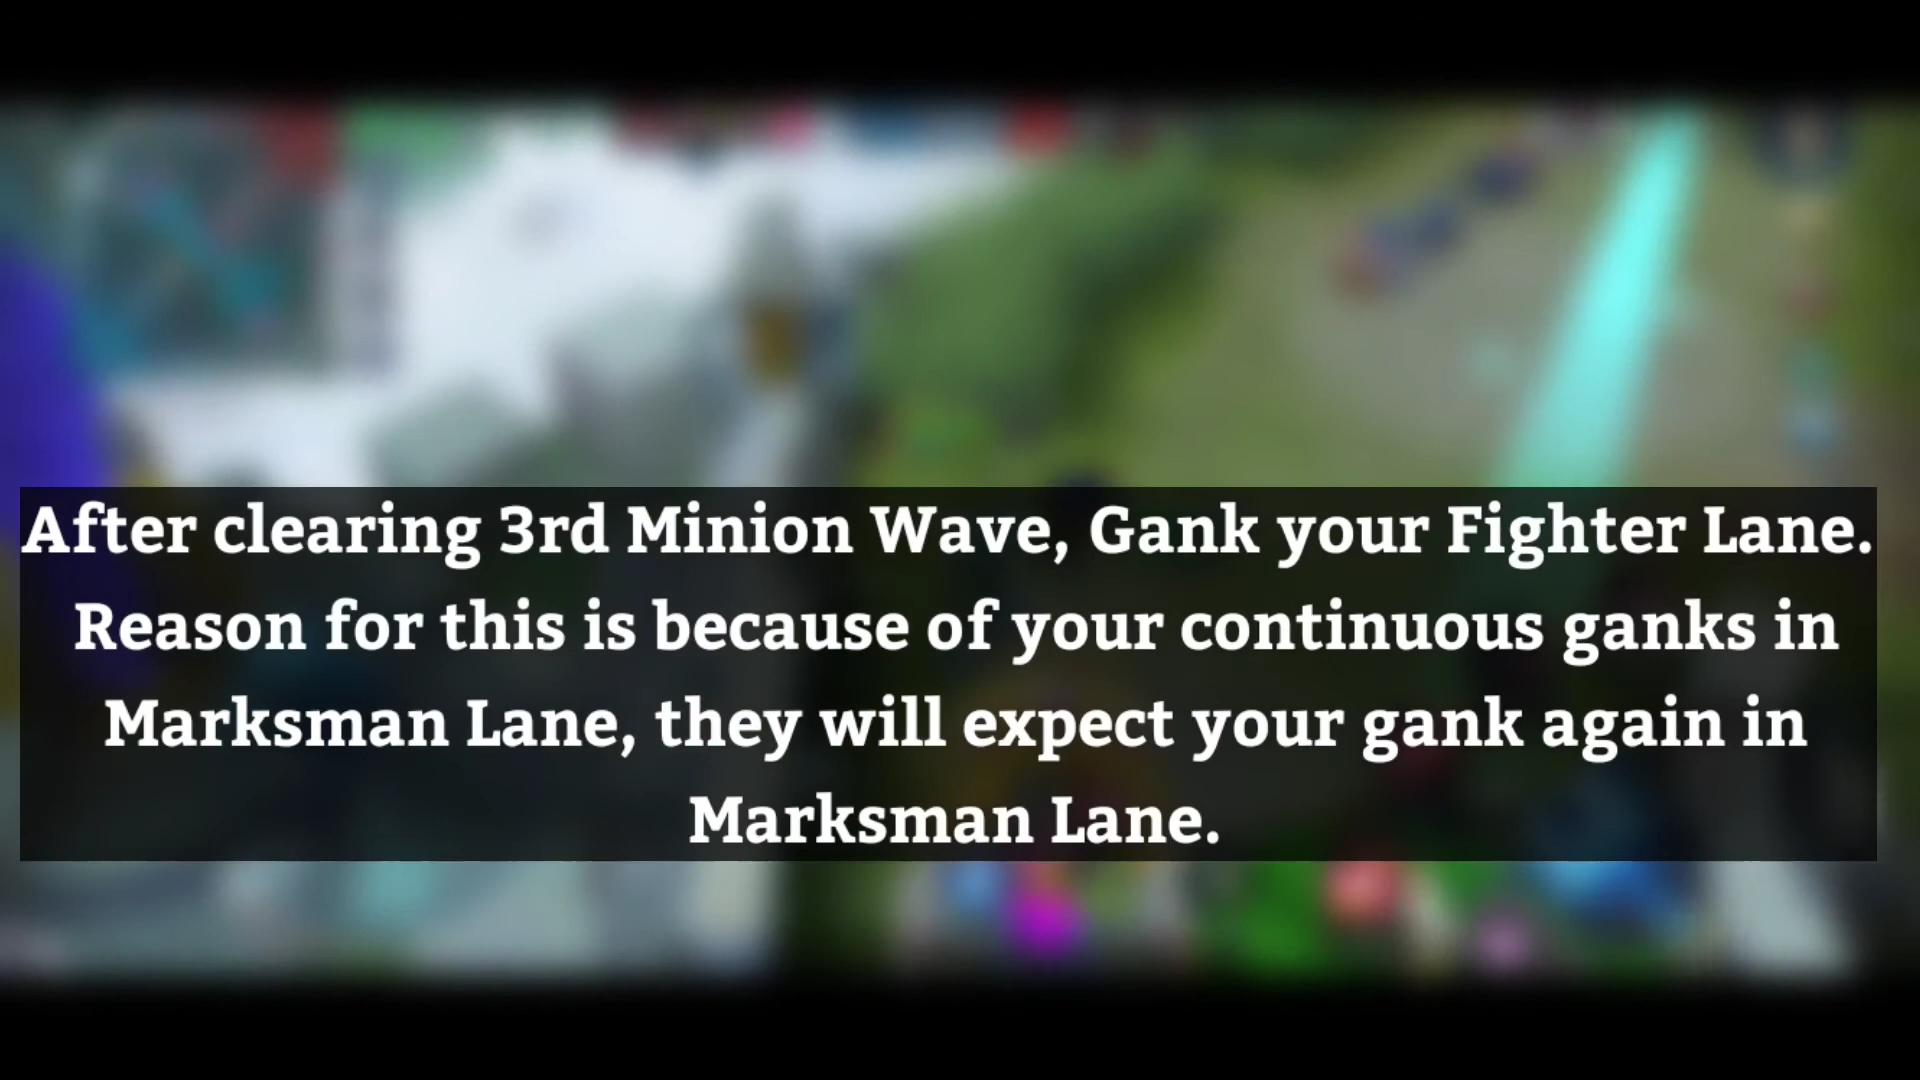 After clearing 3rd Minion Wave, Gank your Fighter Lane.
Reason for this is because of your continuous ganks in
Marksman Lane, they will expect your gank again in
Marksman Lane.